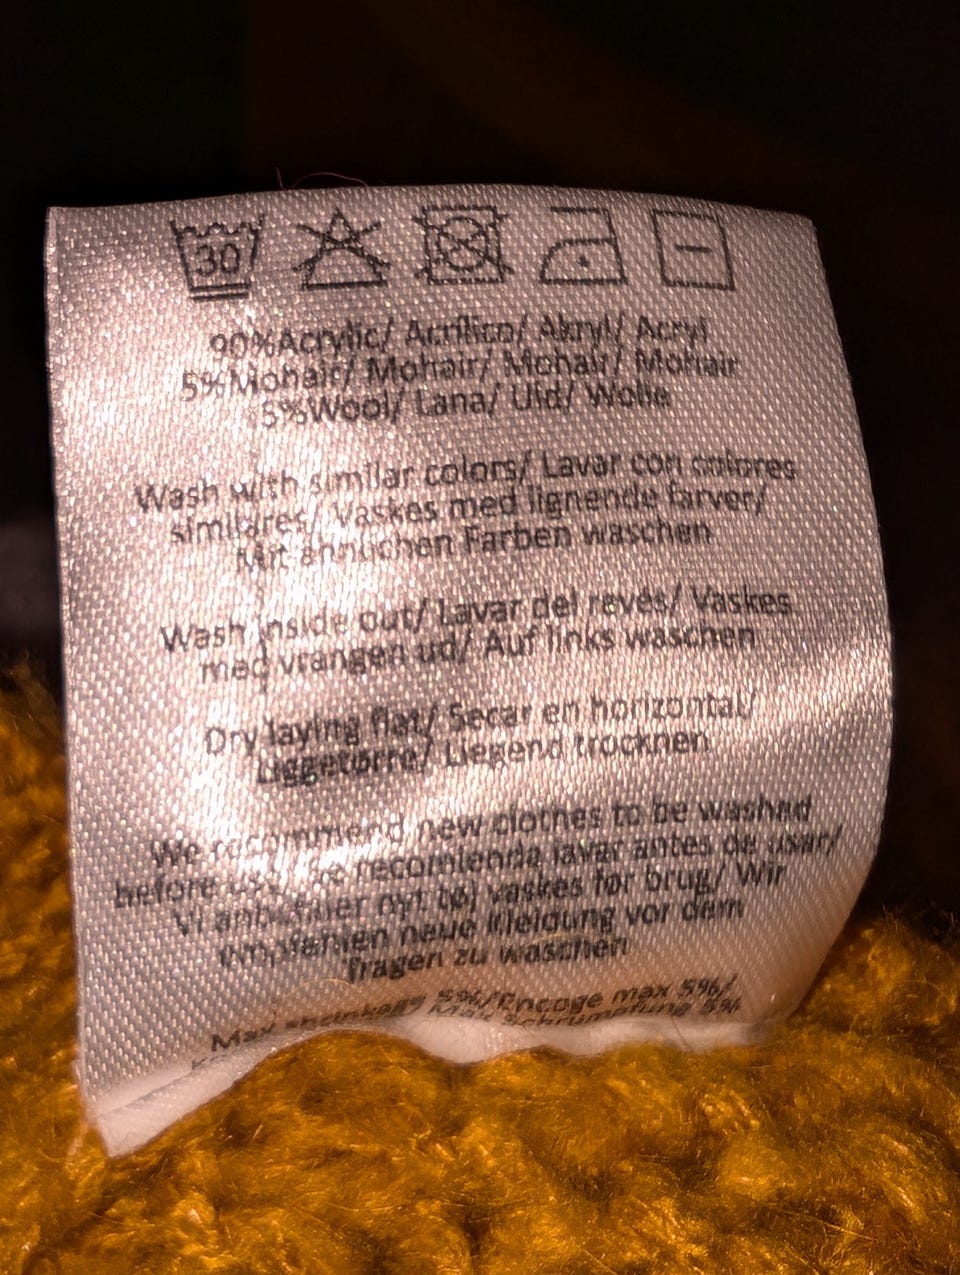 30
90%Acrylic/ Acrílico/ Akryl/ Acryl
5%Mohair/ Mohair/ Mohair/ Mohair
5%Wool/ Lana/ Uld/ Wolle
Wash with similar colors/ Lavar con colores
similares/ Vaskes med lignende farver/
Mit ähnlichen Farben waschen
Wash inside out/ Lavar del revés/ Vaskes
med vrangen ud/ Auf links waschen
Dry laying flat/ Secar en horizontal/
Liggetørre/ Liegend trocknen
We recommend new clothes to be washed
before recomienda lavar antes de usar/
Vi anbefaler nyt tøj vaskes før brug/ Wir
empfehlen neue Kleidung vor dem
Tragen zu waschen
Max shrinkage 5%/Encoge max 5%/
Max Schrumpfung 5%